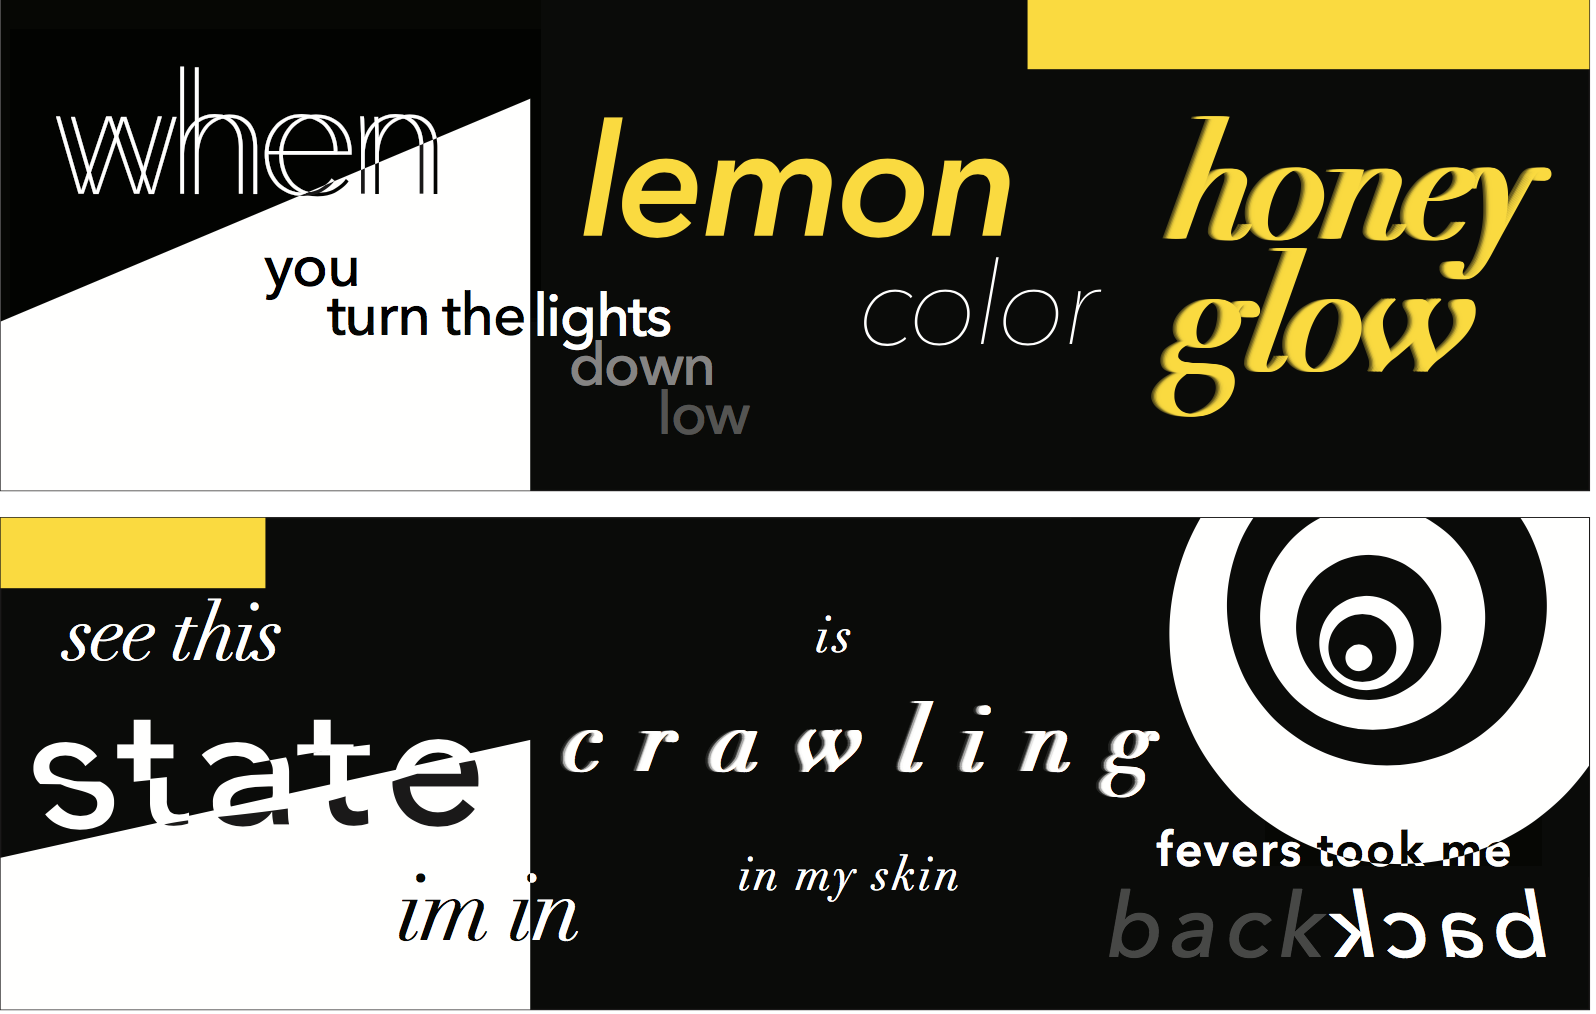 when
you
turn the lights
down
low
lemon
color
honey
glow
see this
state
im in
is
crawling
in my skin
fevers took me
back back